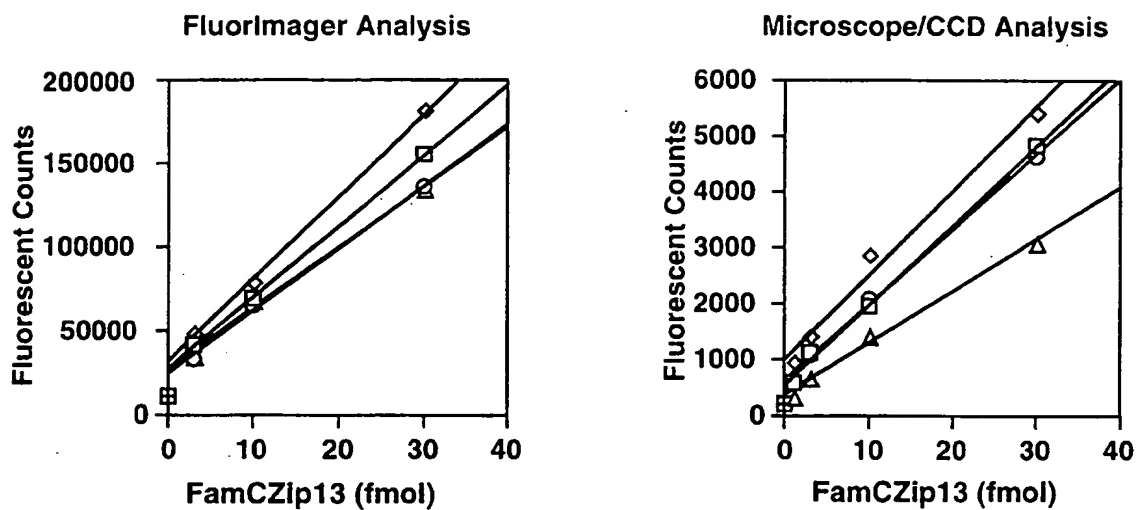 FluorImager Analysis
Fluorescent Counts
200000
150000
100000
50000
0
0 10 20 30 40
FamCZip13 (fmol)
Microscope/CCD Analysis
Fluorescent Counts
6000
5000
4000
3000
2000
1000
0
0 10 20 30 40
FamCZip13 (fmol)